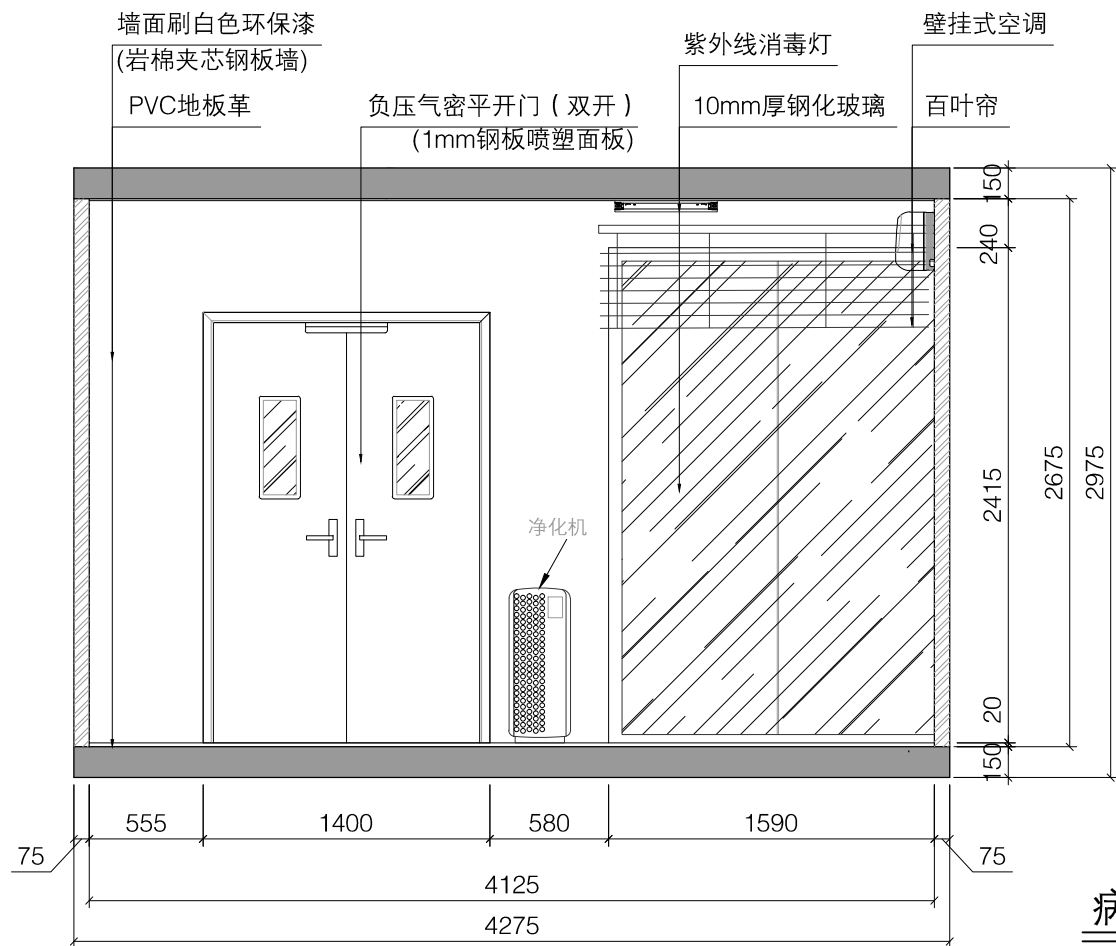 墙面刷白色环保漆
(岩棉夹芯钢板墙)
PVC地板革
负压气密平开门（双开）
(1mm钢板喷塑面板)
紫外线消毒灯
10mm厚钢化玻璃
壁挂式空调
百叶帘
150
240
2415
2675
2975
20
150
净化机
555
1400
580
1590
75
75
4125
4275
病